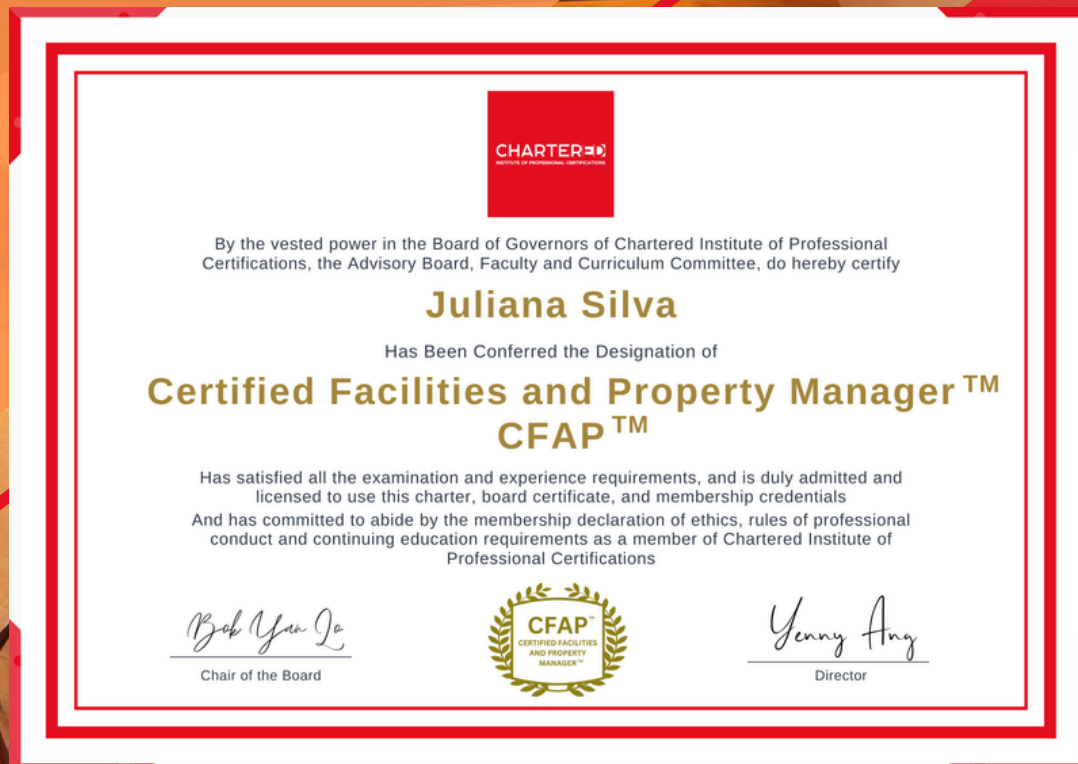 CHARTERED
INSTITUTE OF PROFESSIONAL CERTIFICATIONS
By the vested power in the Board of Governors of Chartered Institute of Professional
Certifications, the Advisory Board, Faculty and Curriculum Committee, do hereby certify
Juliana Silva
Has Been Conferred the Designation of
Certified Facilities and Property Manager™
CFAP™
Has satisfied all the examination and experience requirements, and is duly admitted and
licensed to use this charter, board certificate, and membership credentials
And has committed to abide by the membership declaration of ethics, rules of professional
conduct and continuing education requirements as a member of Chartered Institute of
Professional Certifications
Bok Yan Lo
Chair of the Board
CFAP™
CERTIFIED FACILITIES
AND PROPERTY
MANAGER™
Yenny Ang
Director